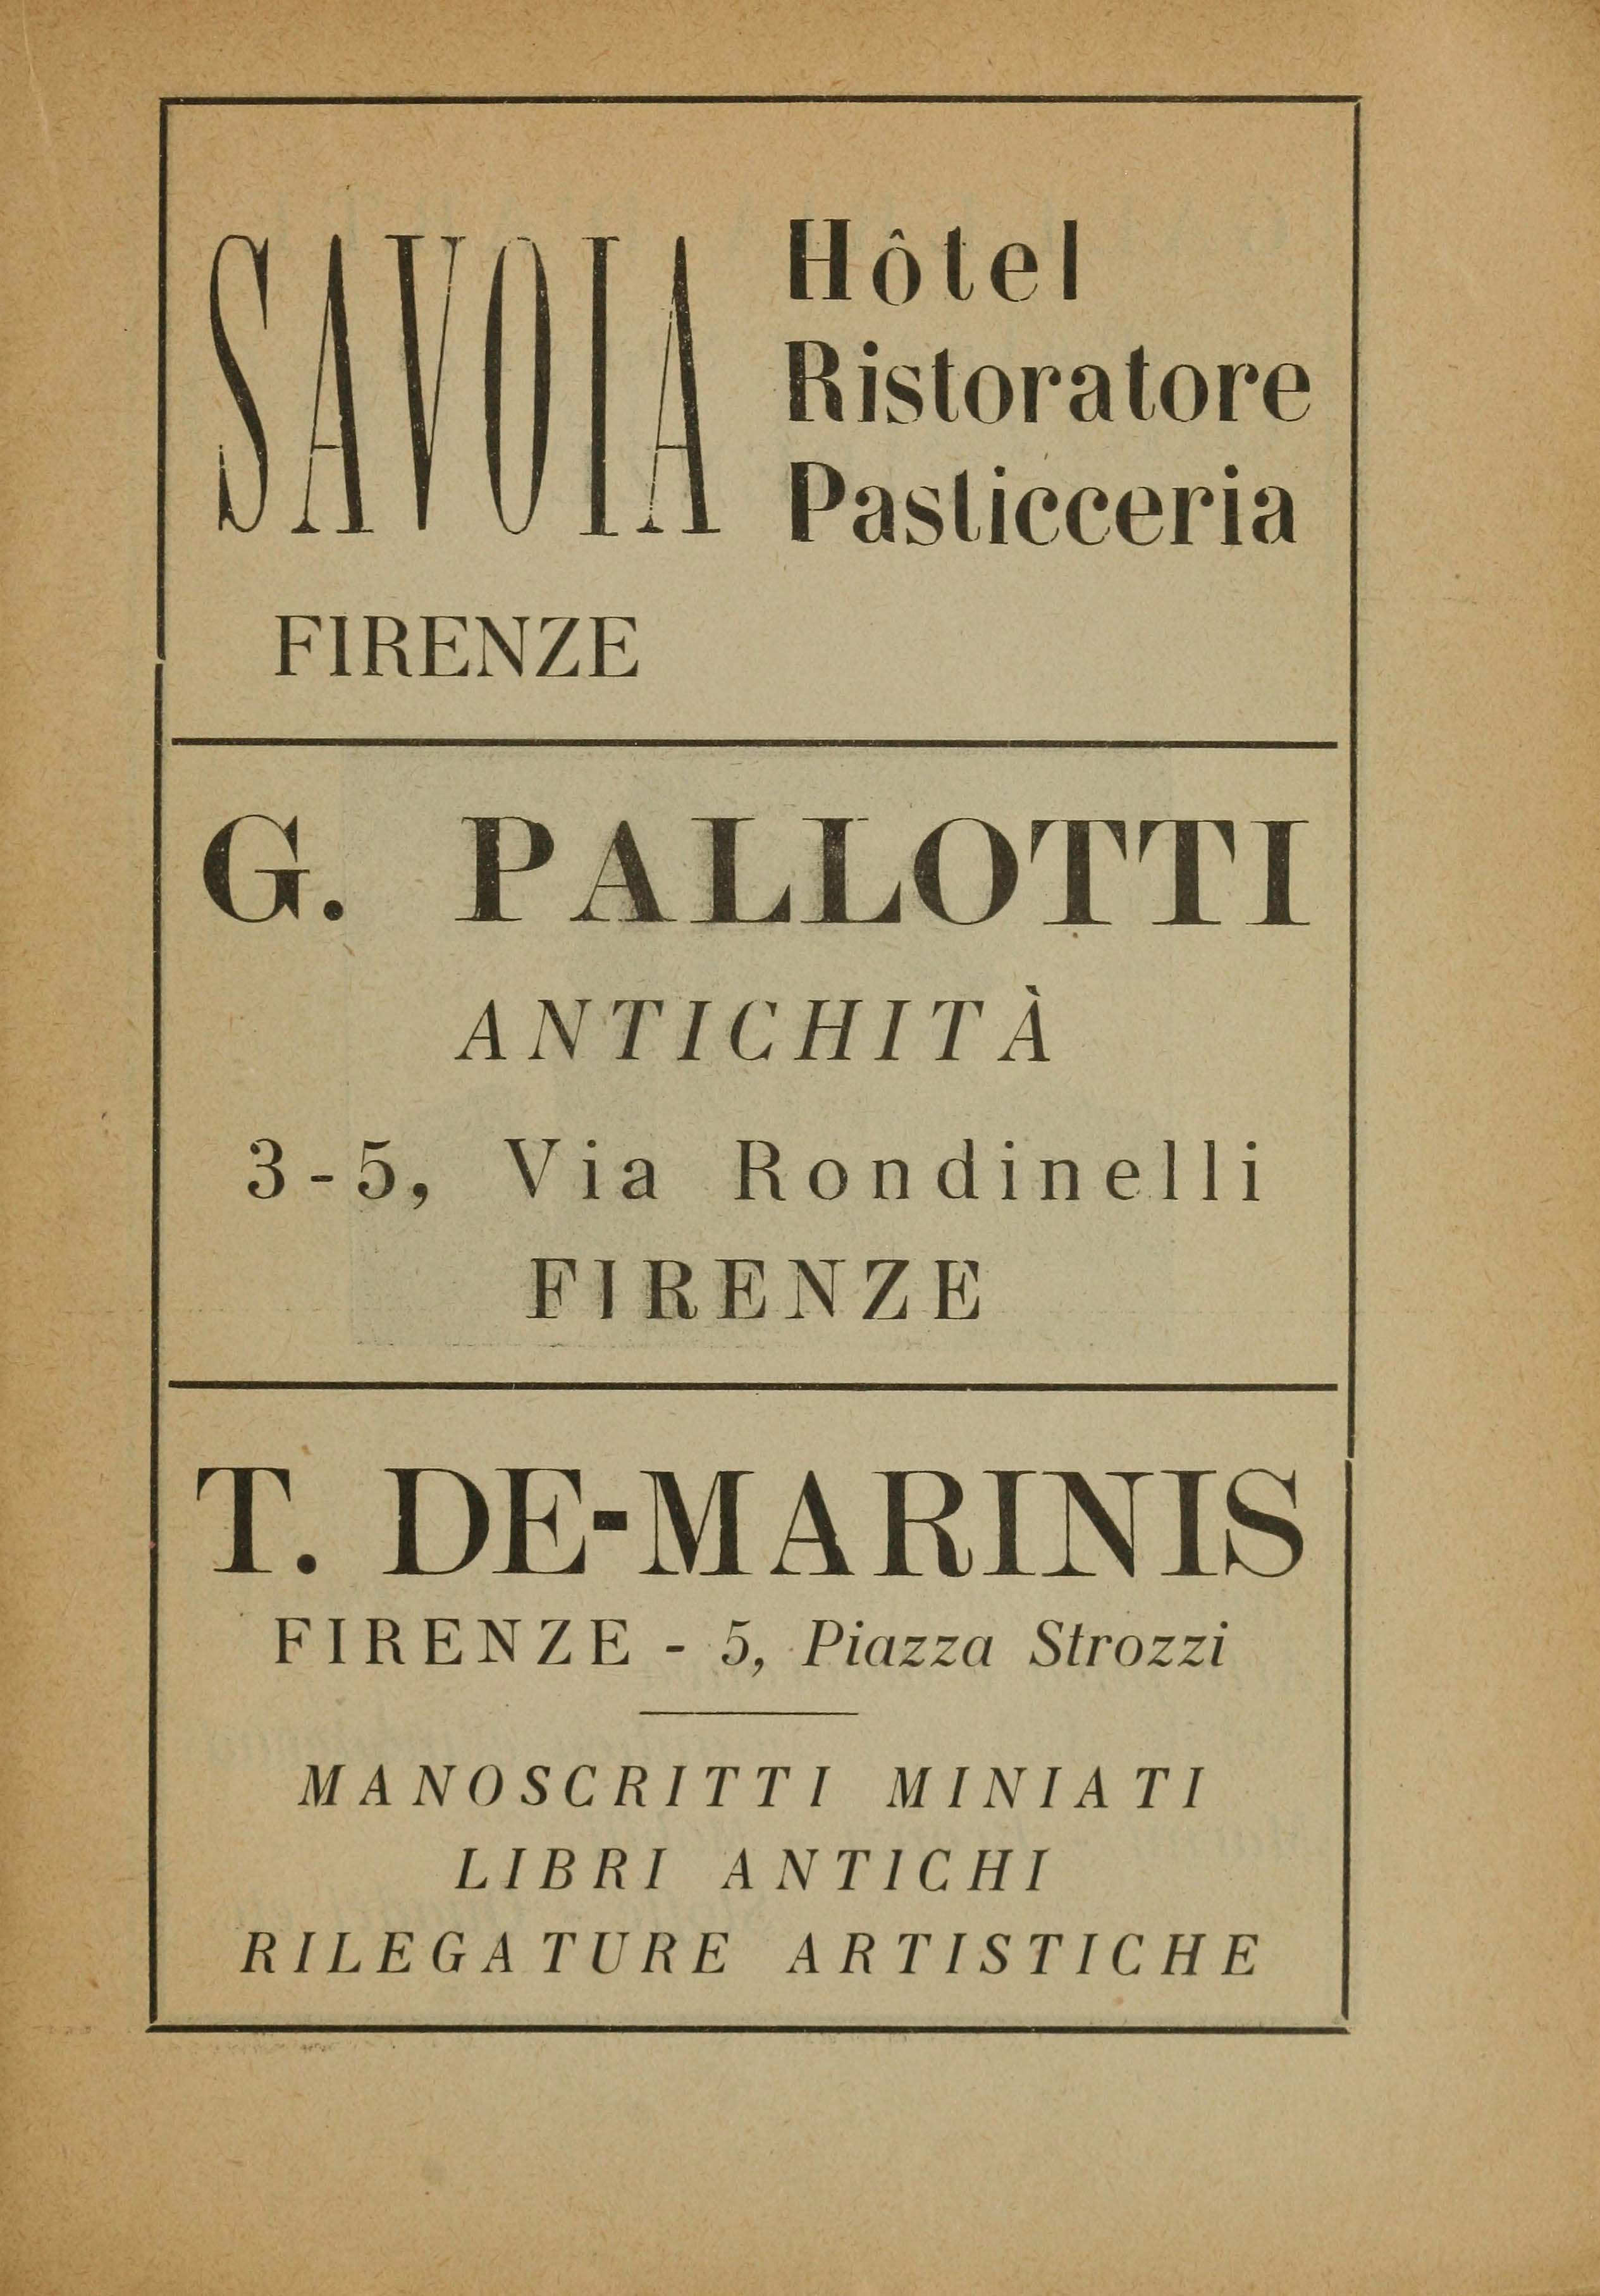 SAVOIA
Hôtel
Ristoratore
Pasticceria
FIRENZE
G. PALLOTTI
ANTICHITÀ
3-5, Via Rondinelli
FIRENZE
T. DE-MARINIS
FIRENZE - 5, Piazza Strozzi
MANOSCRITTI MINIATI
LIBRI ANTICHI
RILEGATURE ARTISTICHE